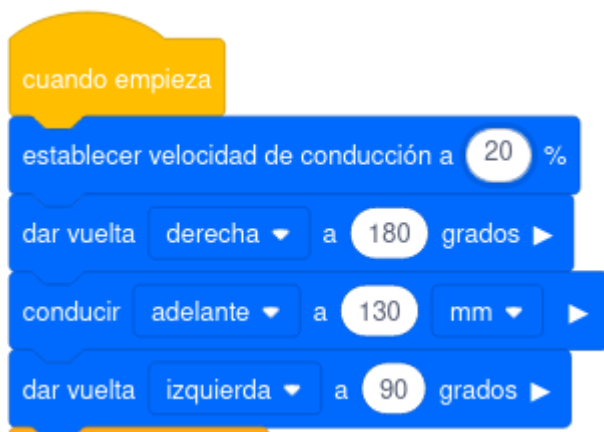 cuando empieza
establecer velocidad de conducción a 20 %
dar vuelta derecha a 180 grados
conducir adelante a 130 mm
dar vuelta izquierda a 90 grados